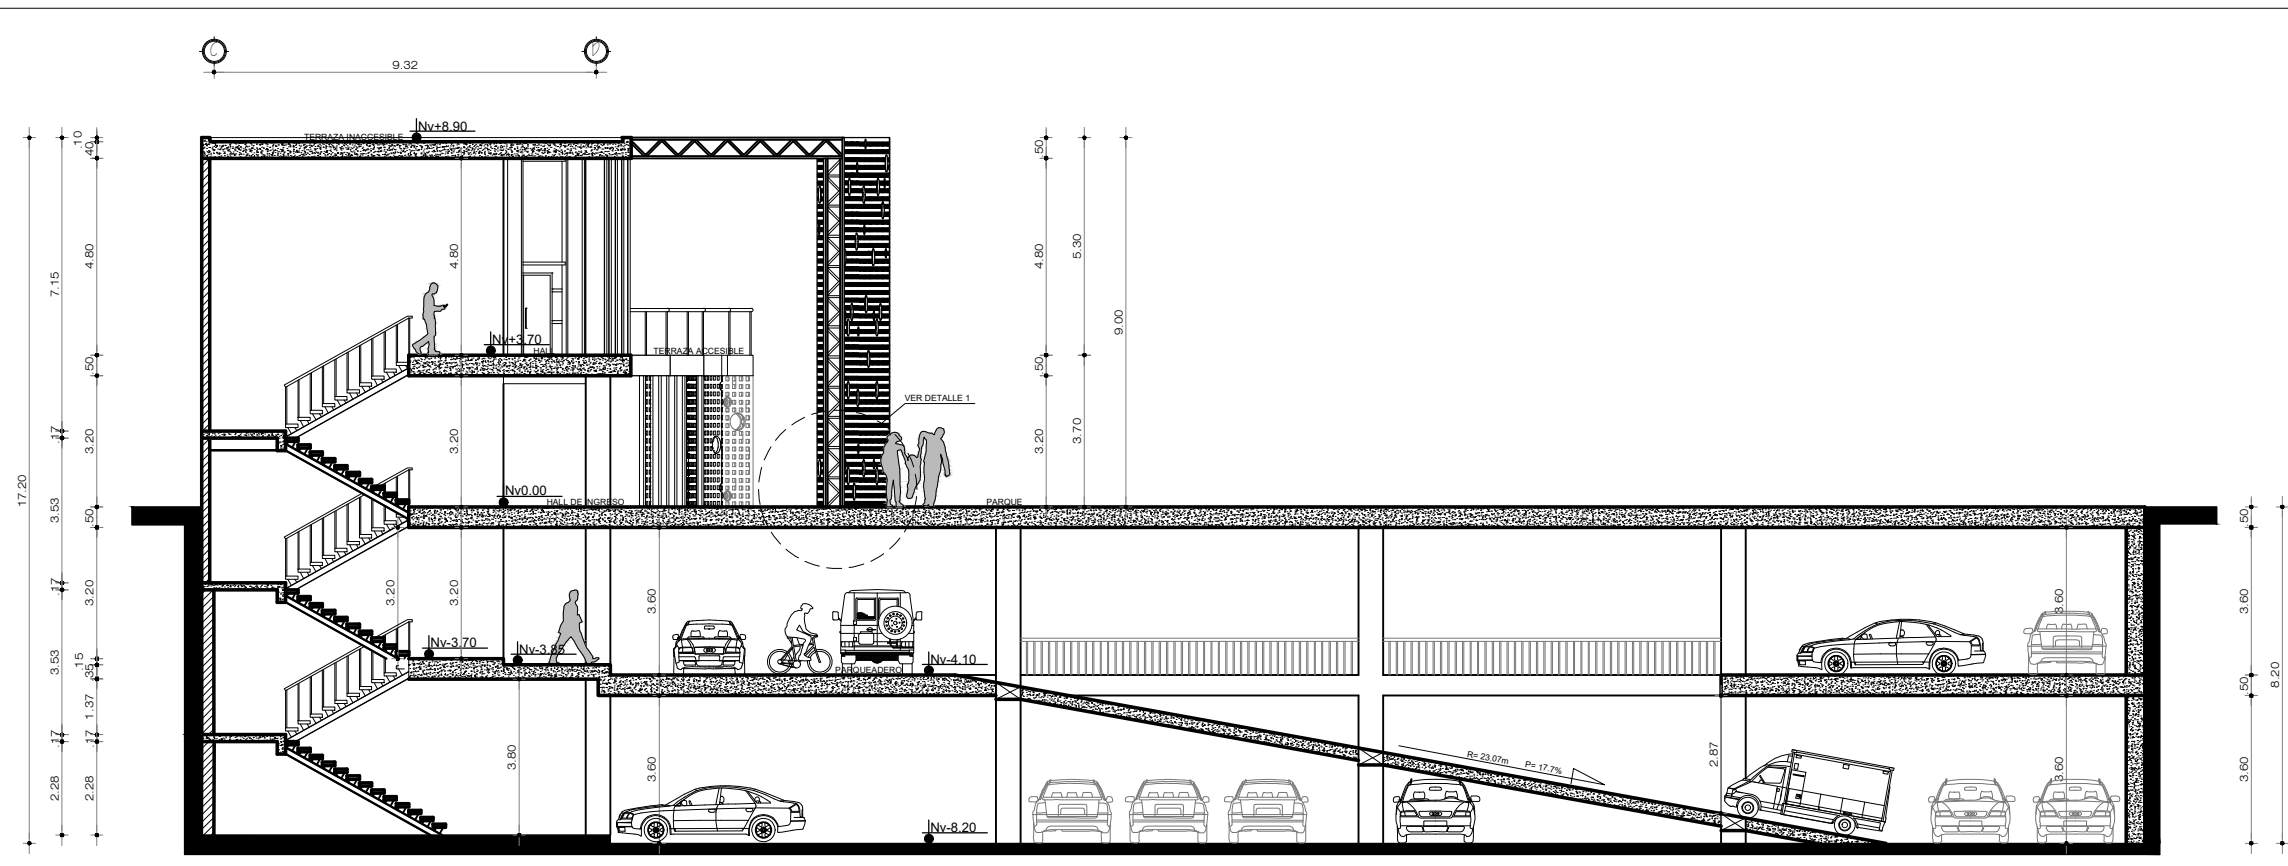 C
D
9.32
Nv+8.90
TERRAZA INACCESIBLE
.10
40
50
4.80
4.80
4.80
5.30
7.15
9.00
Nv+3.70
HALL
TERRAZA ACCESIBLE
50
50
VER DETALLE 1
.17
3.20
3.20
3.20
3.70
17.20
Nv0.00
HALL DE INGRESO
PARQUE
3.53
50
50
.17
3.20
3.20
3.20
3.60
3.60
3.60
Nv-3.70
Nv-3.85
Nv-4.10
PARQUEADERO
3.53
.15
35
50
8.20
1.37
.17
.17
3.80
3.60
R= 23.07m
P= 17.7%
2.87
3.60
3.60
2.28
2.28
Nv-8.20